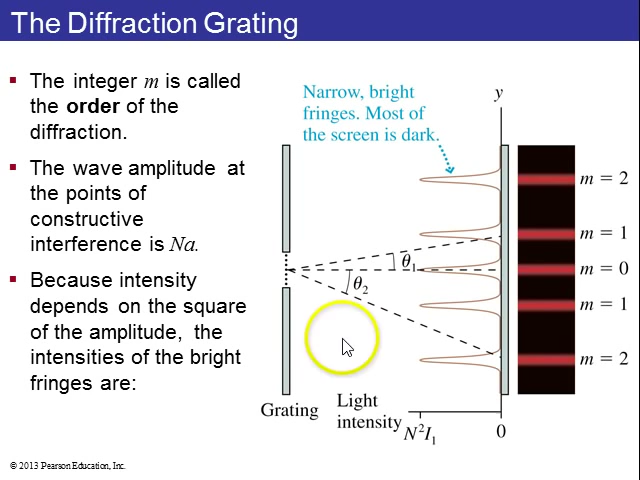 The Diffraction Grating
▪ The integer m is called
the order of the
diffraction.
▪ The wave amplitude at
the points of
constructive
interference is Na.
▪ Because intensity
depends on the square
of the amplitude, the
intensities of the bright
fringes are:
Narrow, bright
fringes. Most of
the screen is dark.
y
m = 2
m = 1
m = 0
m = 1
m = 2
θ₁
θ₂
Grating
Light
intensity
N²I₁
0
© 2013 Pearson Education, Inc.